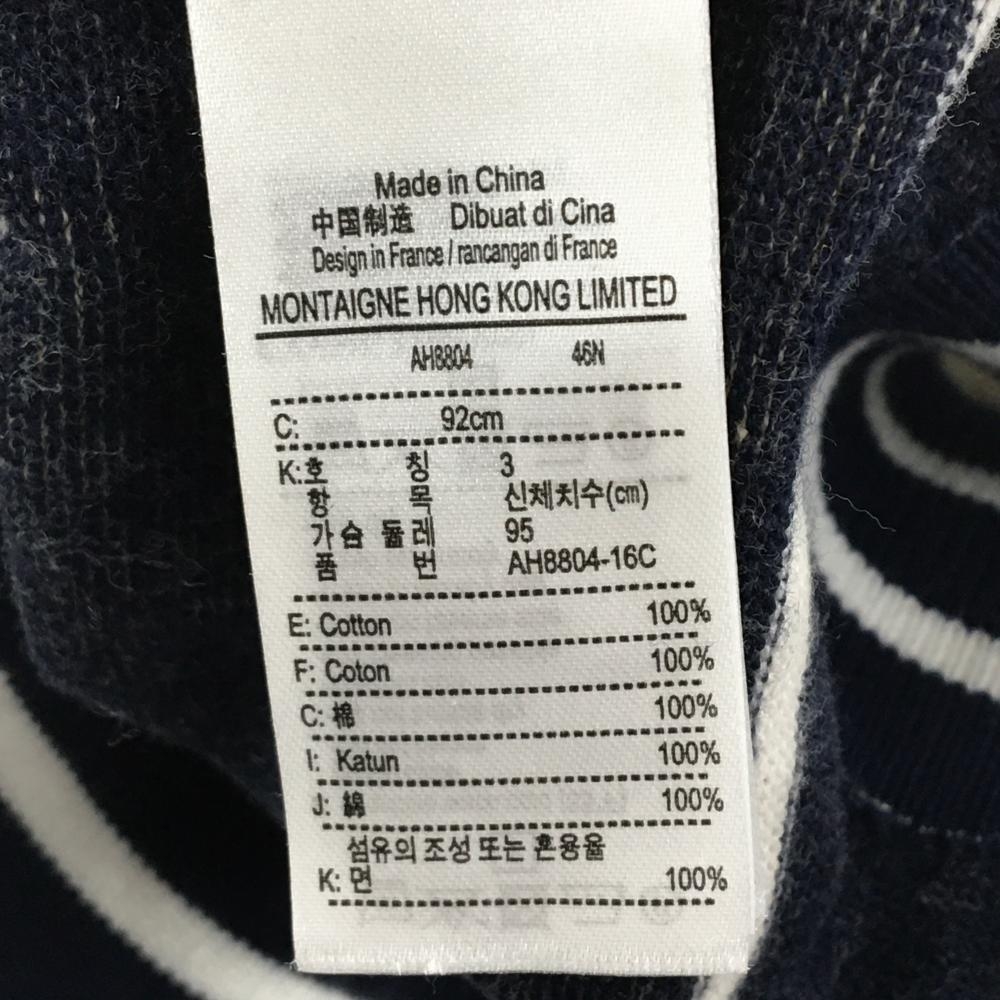 Made in China
中国制造 Dibuat di Cina
Design in France / rancangan di France
MONTAIGNE HONG KONG LIMITED
AH8804 46N
C: 92cm
K:호 칭 3
항 목 신체치수(cm)
가슴 둘레 95
품 번 AH8804-16C
E: Cotton 100%
F: Coton 100%
C: 棉 100%
I: Katun 100%
J: 綿 100%
섬유의 조성 또는 혼용율
K: 면 100%